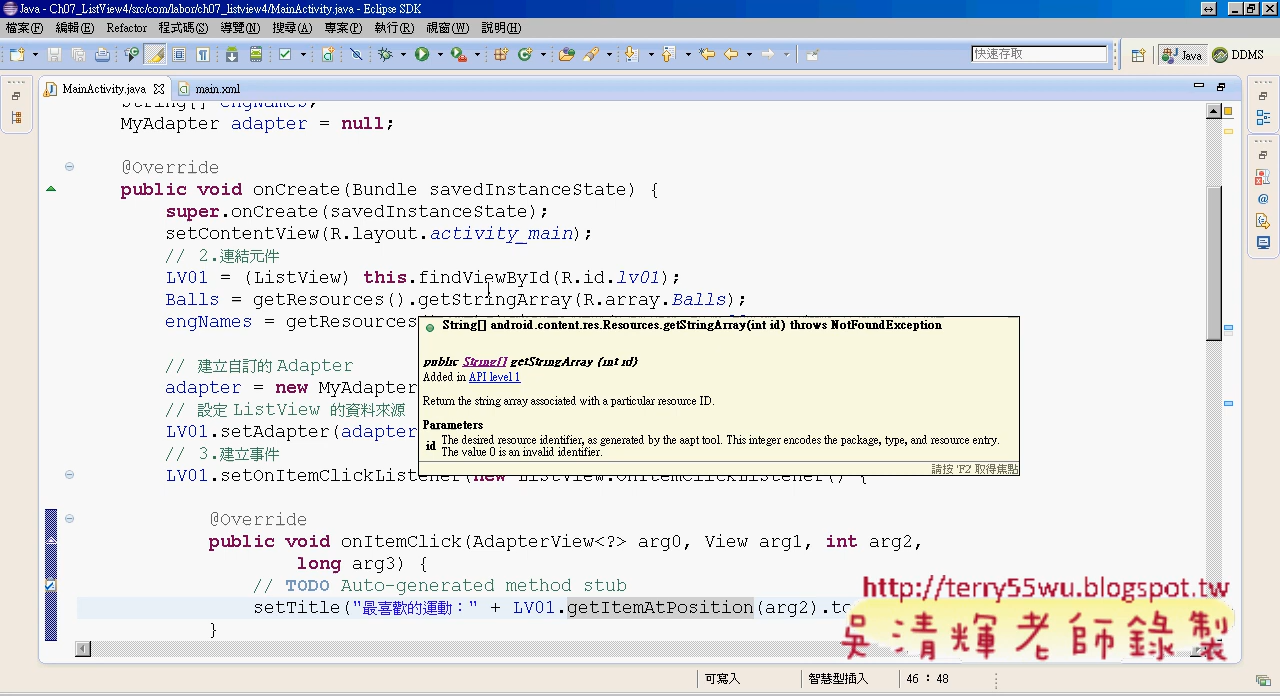 Java - Ch07_ListView4/src/com/labor/ch07_listview4/MainActivity.java - Eclipse SDK
檔案(F) 編輯(E) Refactor 程式碼(S) 導覽(N) 搜尋(A) 專案(P) 執行(R) 視窗(W) 說明(H)
快速存取 Java DDMS
MainActivity.java main.xml
String[] engNames;
MyAdapter adapter = null;
@Override
public void onCreate(Bundle savedInstanceState) {
super.onCreate(savedInstanceState);
setContentView(R.layout.activity_main);
// 2.連結元件
LV01 = (ListView) this.findViewById(R.id.lv01);
Balls = getResources().getStringArray(R.array.Balls);
engNames = getResources
String[] android.content.res.Resources.getStringArray(int id) throws NotFoundException
public String[] getStringArray (int id)
Added in API level 1
Return the string array associated with a particular resource ID.
Parameters
id The desired resource identifier, as generated by the aapt tool. This integer encodes the package, type, and resource entry.
The value 0 is an invalid identifier.
請按 'F2' 取得焦點
// 建立自訂的 Adapter
adapter = new MyAdapter
// 設定 ListView 的資料來源
LV01.setAdapter(adapter
// 3.建立事件
LV01.setOnItemClickListener(new ListView.OnItemClickListener() {
@Override
public void onItemClick(AdapterView<?> arg0, View arg1, int arg2,
long arg3) {
// TODO Auto-generated method stub
setTitle("最喜歡的運動：" + LV01.getItemAtPosition(arg2).to
}
http://terry55wu.blogspot.tw
吳清輝老師錄製
可寫入 智慧型插入 46 : 48